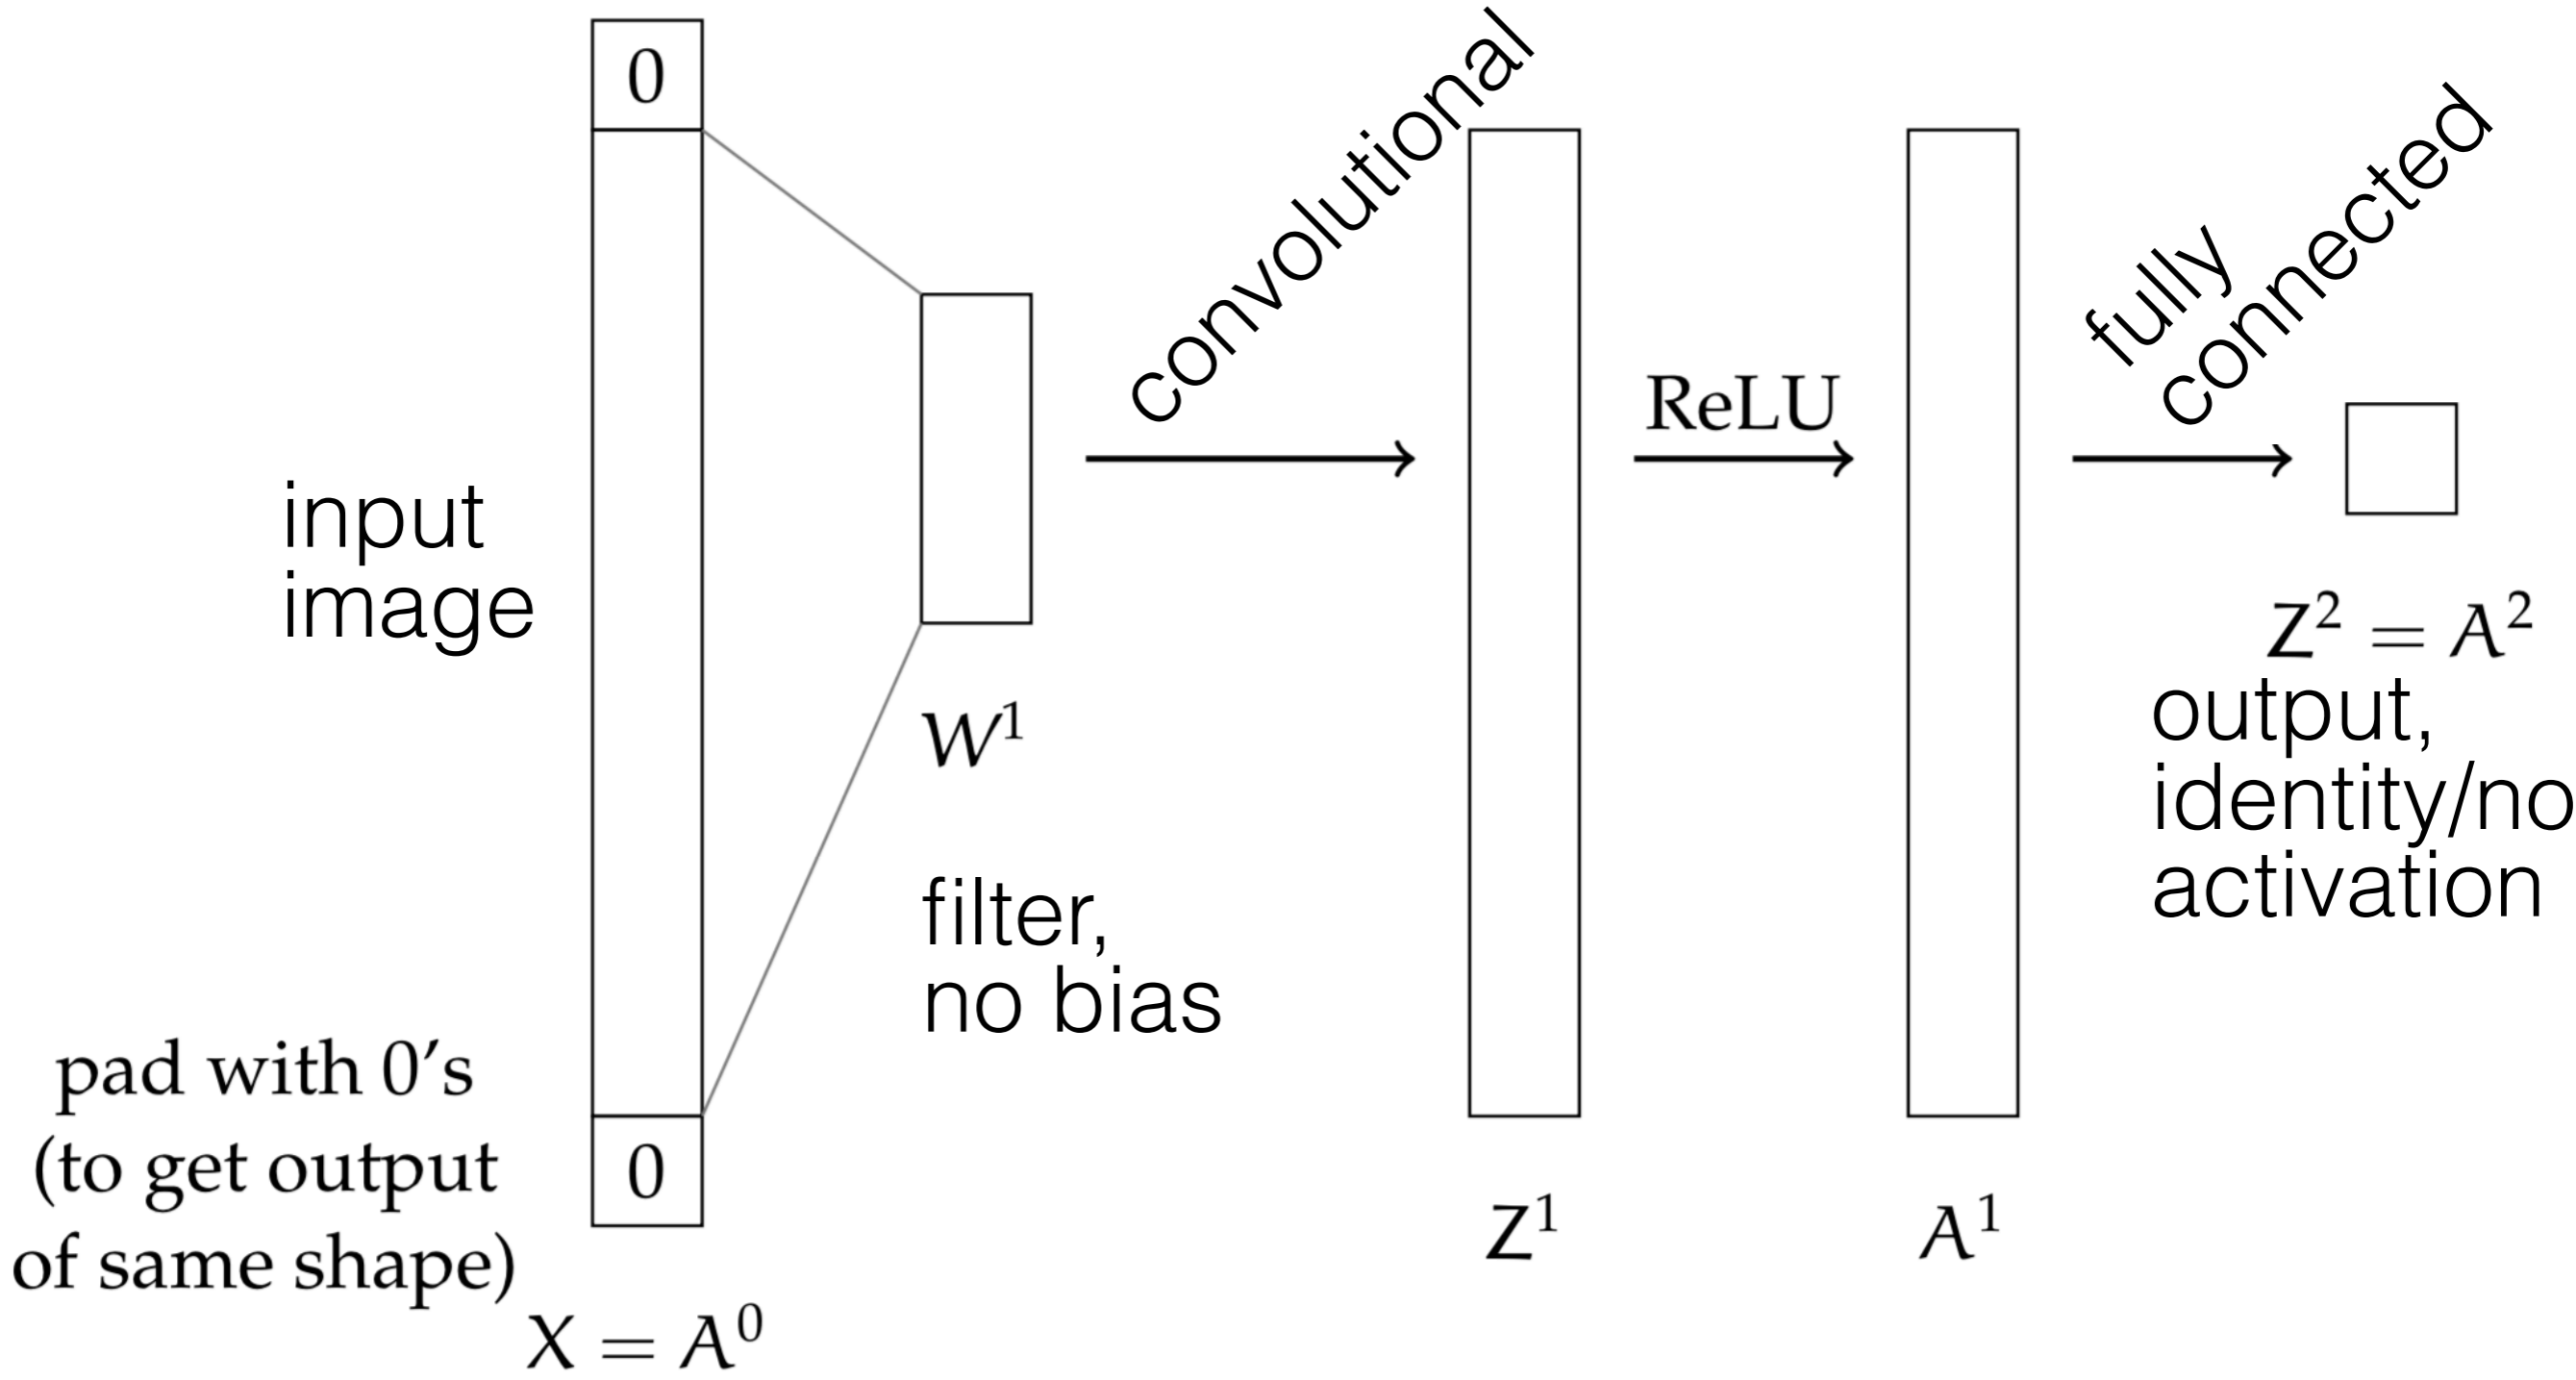 0
input
image
pad with 0's
(to get output
of same shape)
0
X = A⁰
W¹
filter,
no bias
convolutional
Z¹
ReLU
A¹
fully
connected
Z² = A²
output,
identity/no
activation